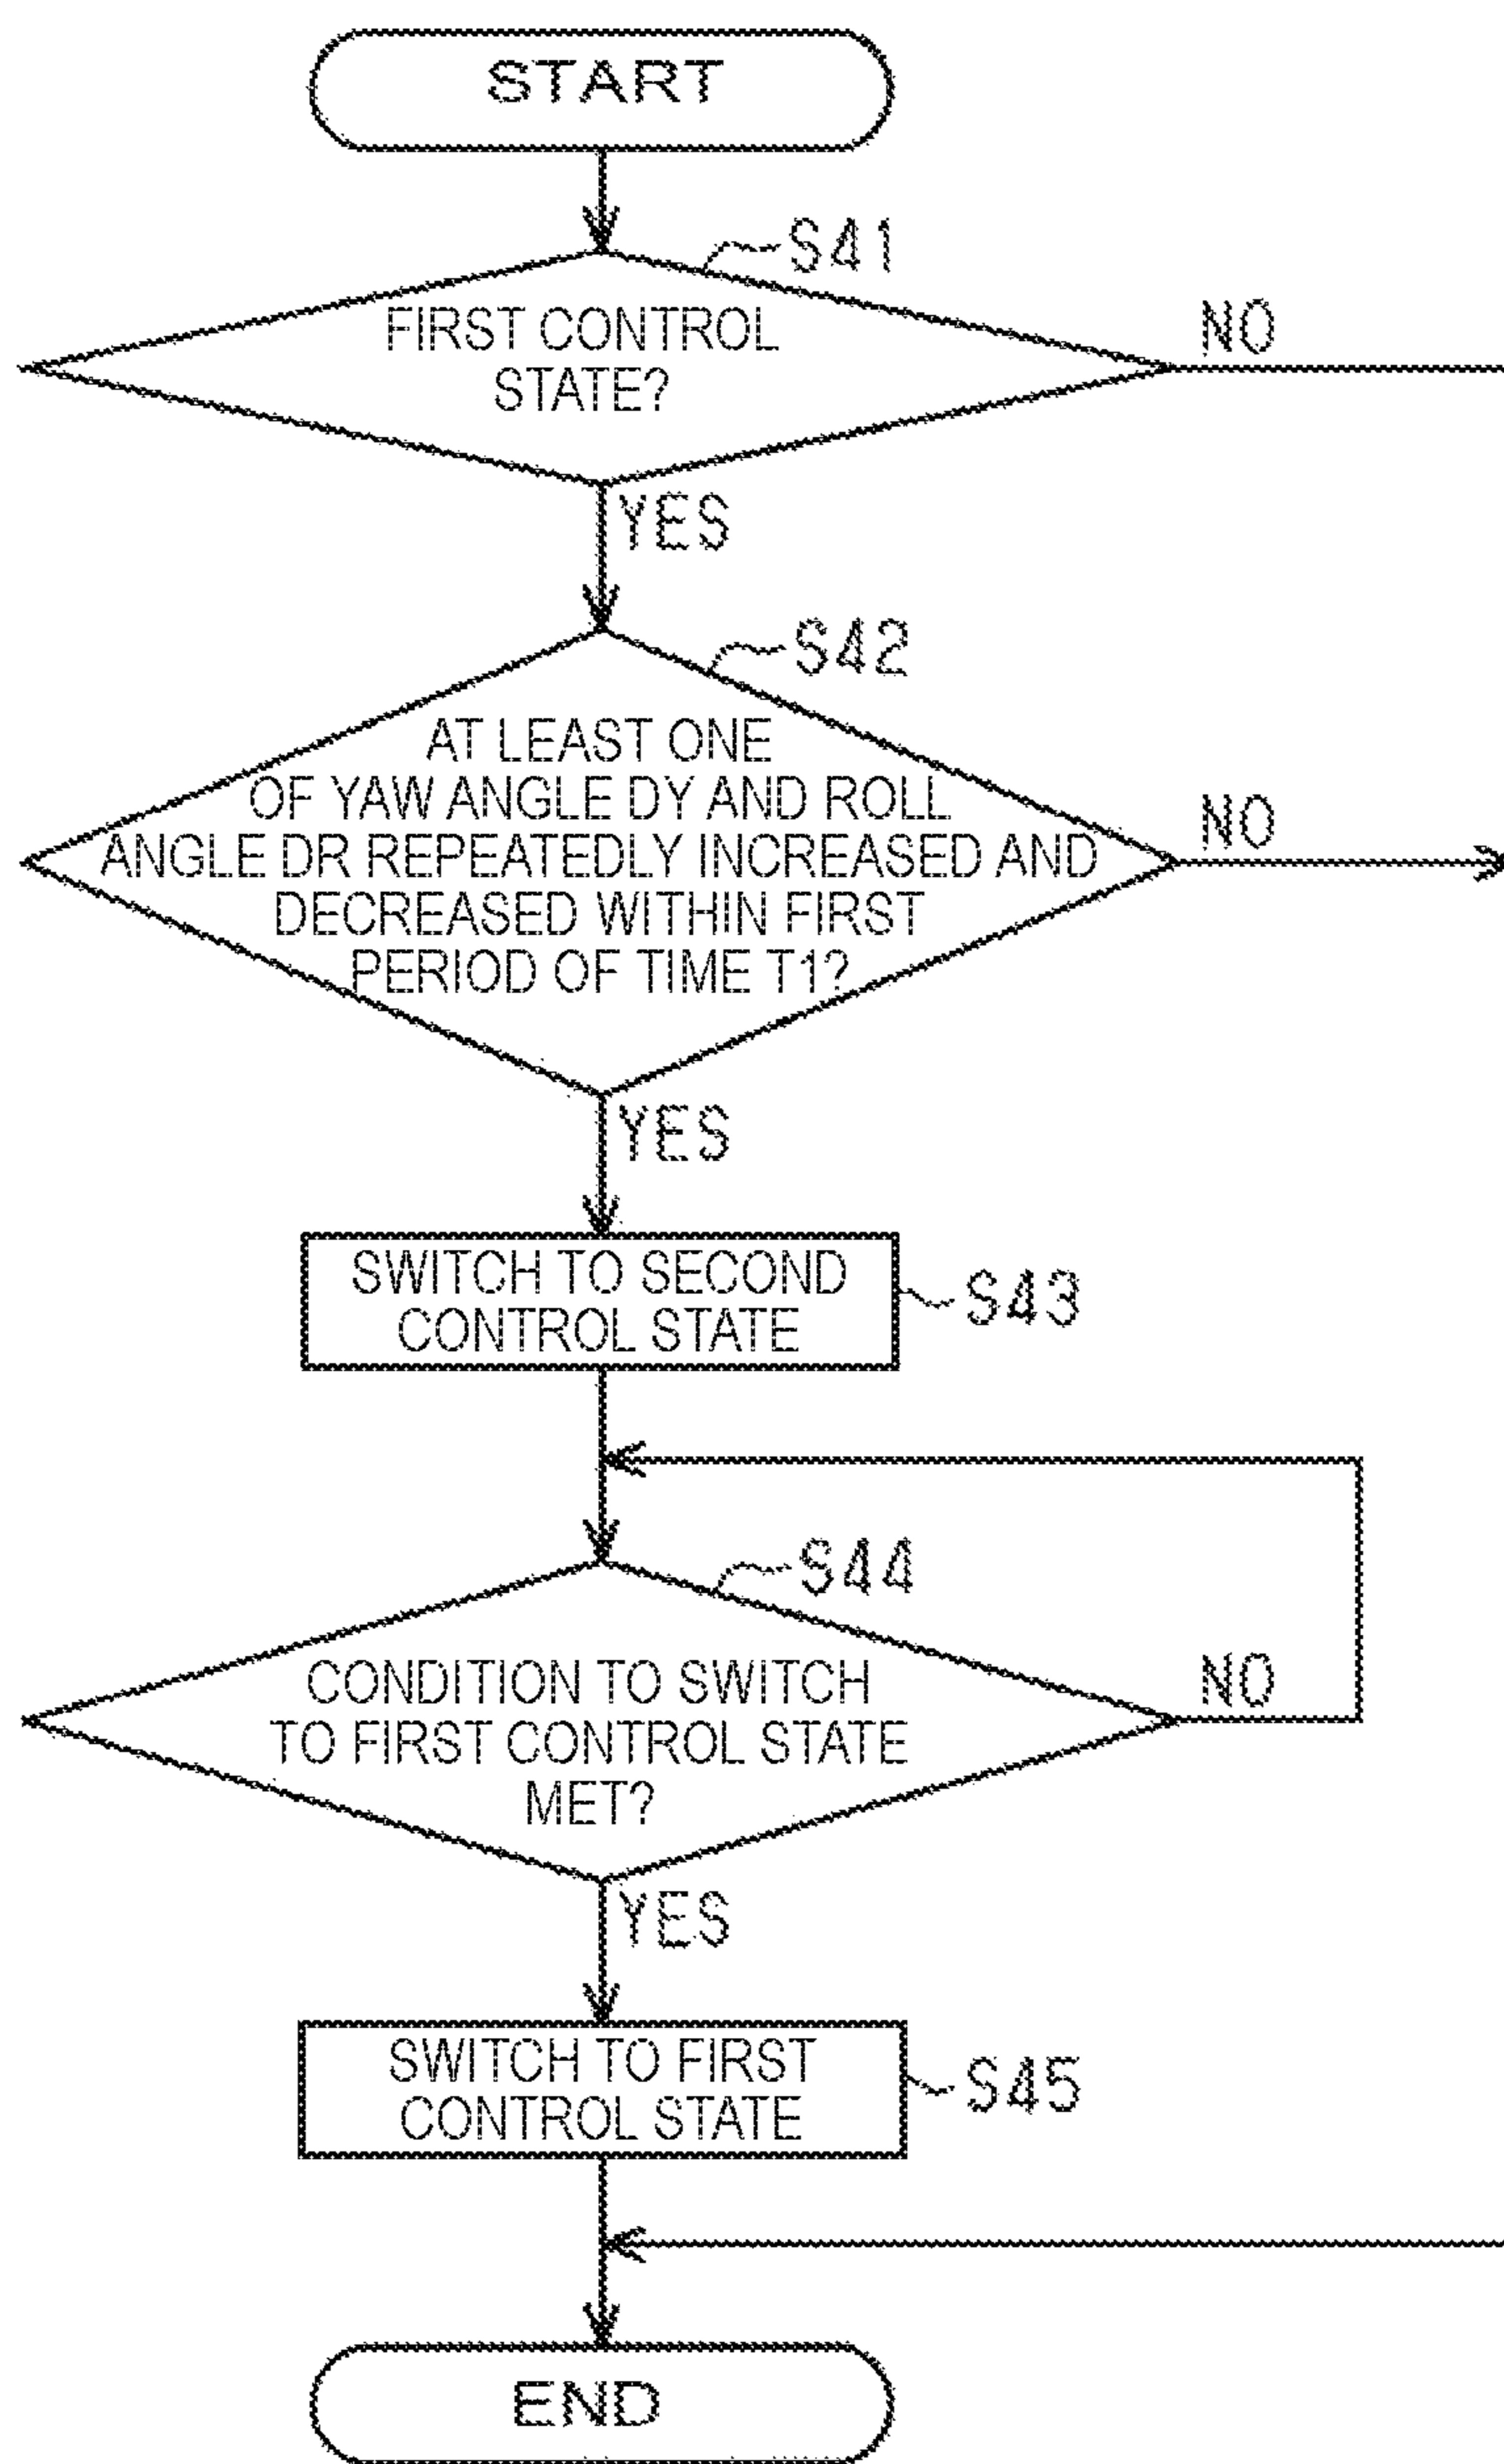 START
S41
FIRST CONTROL
STATE?
NO
YES
S42
AT LEAST ONE
OF YAW ANGLE DY AND ROLL
ANGLE DR REPEATEDLY INCREASED AND
DECREASED WITHIN FIRST
PERIOD OF TIME T1?
NO
YES
SWITCH TO SECOND
CONTROL STATE
S43
S44
CONDITION TO SWITCH
TO FIRST CONTROL STATE
MET?
NO
YES
SWITCH TO FIRST
CONTROL STATE
S45
END